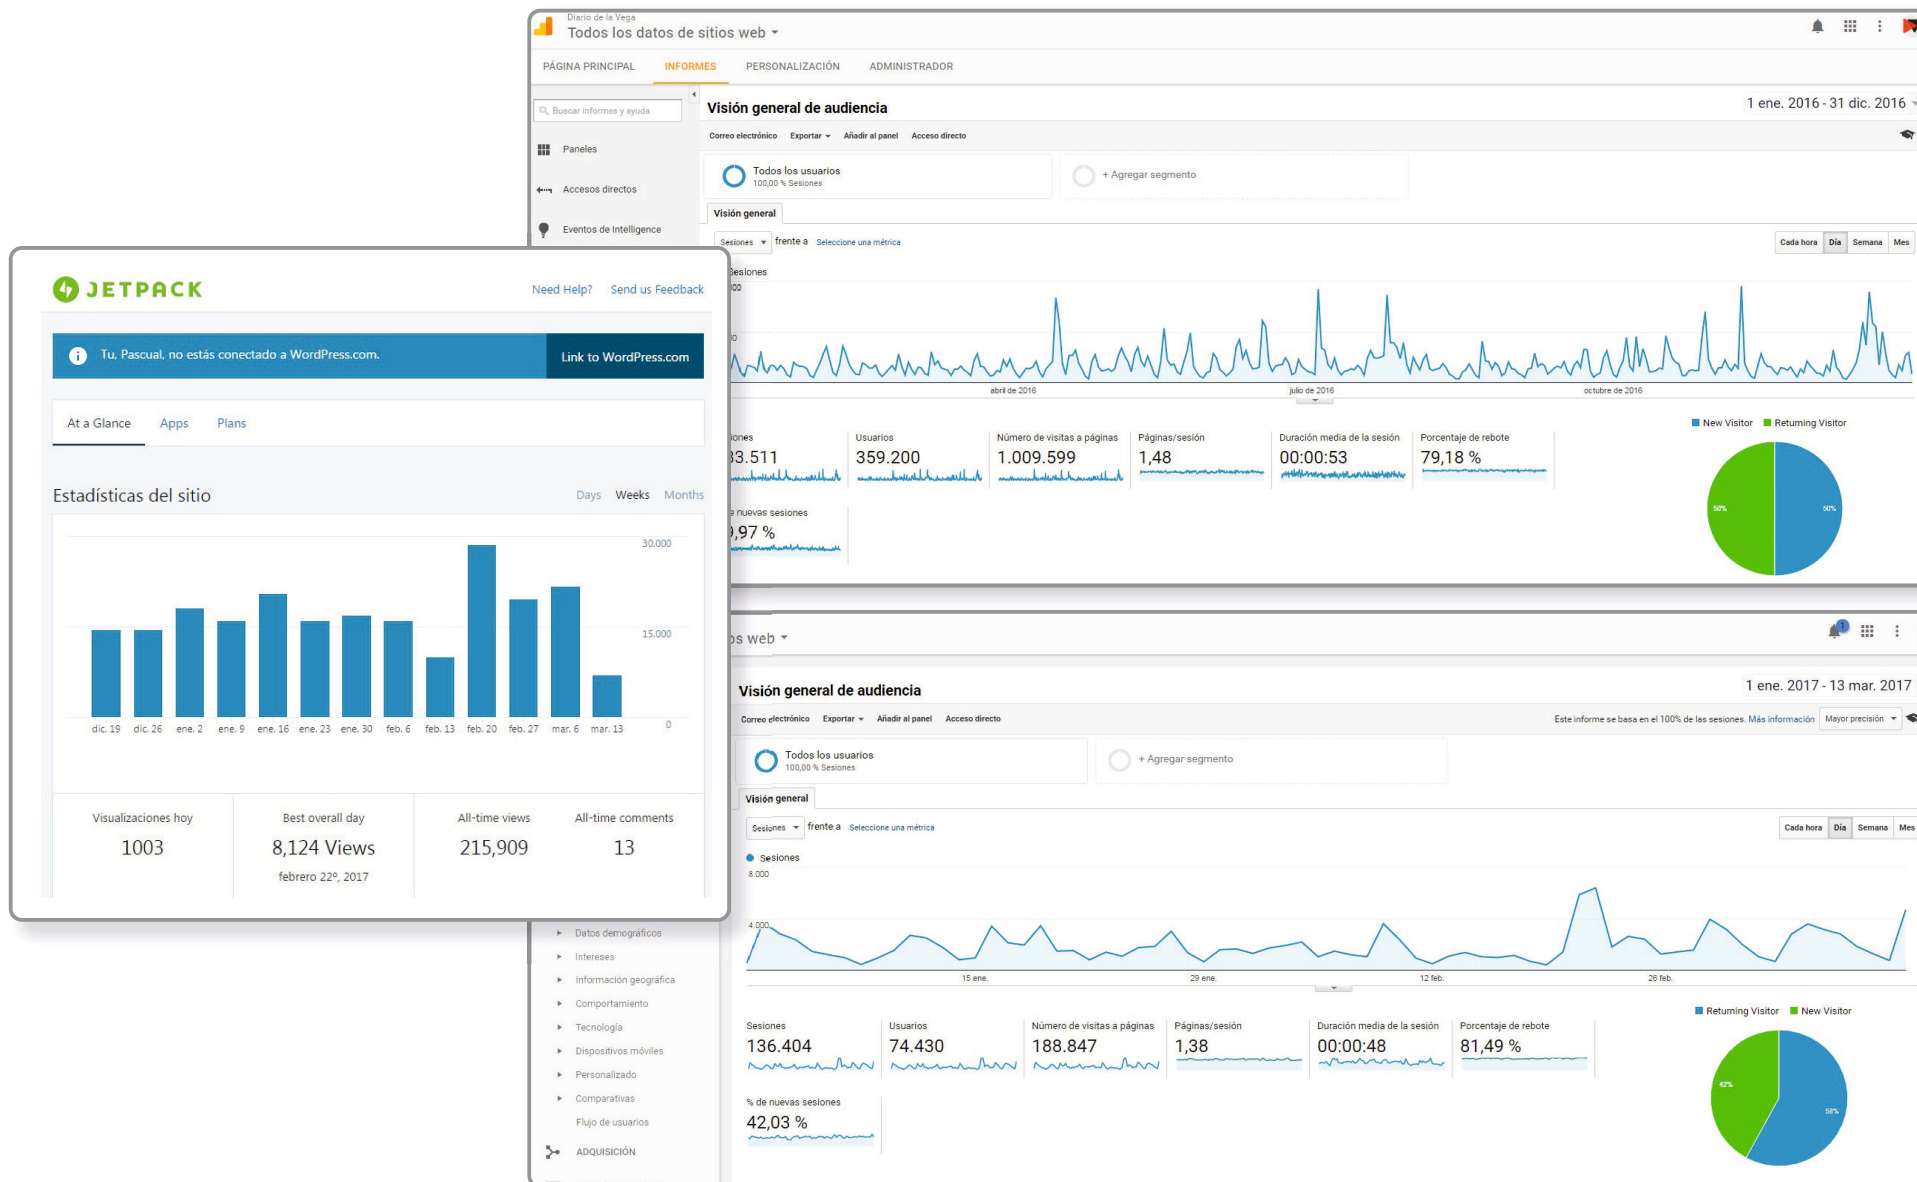 Diario de la Vega
Todos los datos de sitios web
PÁGINA PRINCIPAL INFORMES PERSONALIZACIÓN ADMINISTRADOR
Buscar informes y ayuda
Paneles
Accesos directos
Eventos de Intelligence
Visión general de audiencia
1 ene. 2016 - 31 dic. 2016
Correo electrónico Exportar Añadir al panel Acceso directo
Todos los usuarios
100,00 % Sesiones
+ Agregar segmento
Visión general
Sesiones frente a Seleccione una métrica
Cada hora Día Semana Mes
Sesiones
abril de 2016 julio de 2016 octubre de 2016
Usuarios Número de visitas a páginas Páginas/sesión Duración media de la sesión Porcentaje de rebote
33.511 359.200 1.009.599 1,48 00:00:53 79,18 %
nuevas sesiones
,97 %
New Visitor Returning Visitor
50% 50%
JETPACK
Need Help? Send us Feedback
Tu, Pascual, no estás conectado a WordPress.com.
Link to WordPress.com
At a Glance Apps Plans
Estadísticas del sitio
Days Weeks Months
30.000
15.000
0
dic. 19 dic. 26 ene. 2 ene. 9 ene. 16 ene. 23 ene. 30 feb. 6 feb. 13 feb. 20 feb. 27 mar. 6 mar. 13
Visualizaciones hoy Best overall day All-time views All-time comments
1003 8,124 Views 215,909 13
febrero 22º, 2017
os web
1
Visión general de audiencia
1 ene. 2017 - 13 mar. 2017
Correo electrónico Exportar Añadir al panel Acceso directo
Este informe se basa en el 100% de las sesiones. Más información Mayor precisión
Todos los usuarios
100,00 % Sesiones
+ Agregar segmento
Visión general
Sesiones frente a Seleccione una métrica
Cada hora Día Semana Mes
Sesiones
8.000
4.000
15 ene. 29 ene. 12 feb. 26 feb.
Datos demográficos
Intereses
Información geográfica
Comportamiento
Tecnología
Dispositivos móviles
Personalizado
Comparativas
Flujo de usuarios
ADQUISICIÓN
Sesiones Usuarios Número de visitas a páginas Páginas/sesión Duración media de la sesión Porcentaje de rebote
136.404 74.430 188.847 1,38 00:00:48 81,49 %
% de nuevas sesiones
42,03 %
Returning Visitor New Visitor
42% 58%